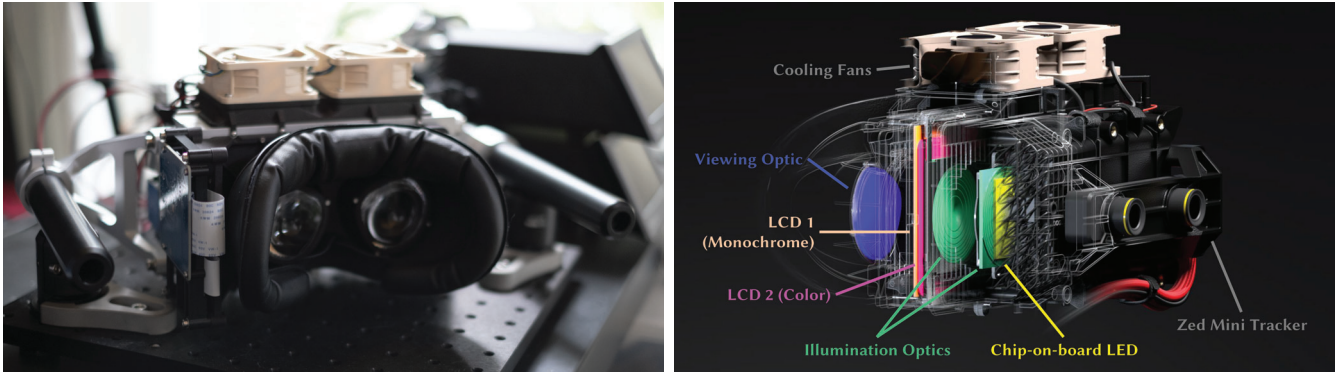 Cooling Fans
Viewing Optic
LCD 1
(Monochrome)
LCD 2 (Color)
Illumination Optics
Chip-on-board LED
Zed Mini Tracker